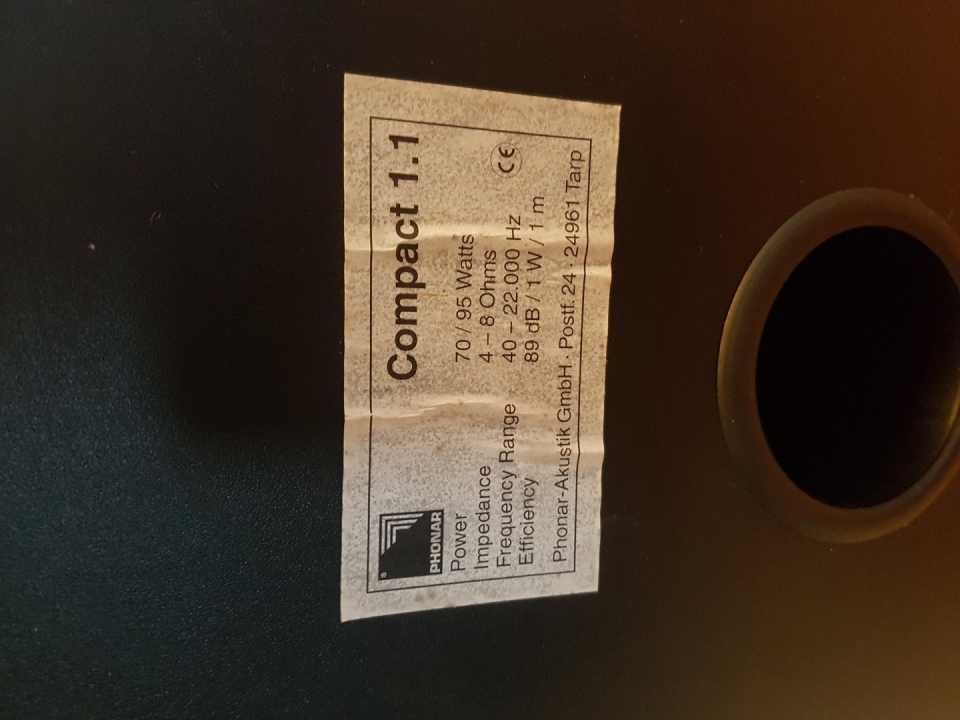 ® PHONAR
Compact 1.1
Power 70 / 95 Watts
Impedance 4 – 8 Ohms
Frequency Range 40 – 22.000 Hz
Efficiency 89 dB / 1 W / 1 m
CE
Phonar-Akustik GmbH · Postf. 24 · 24961 Tarp